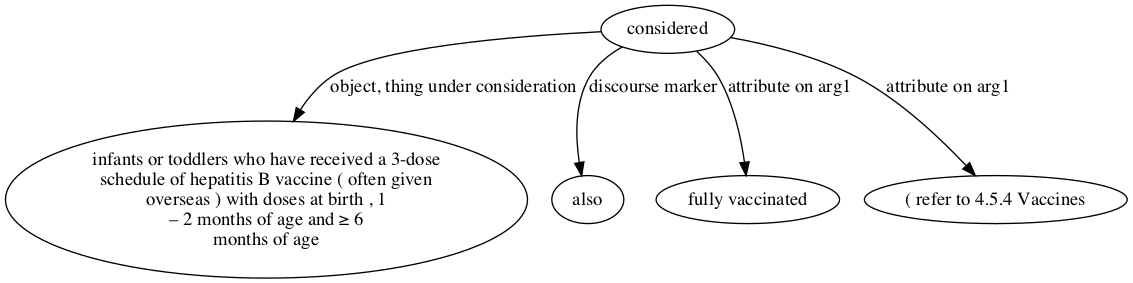 considered
object, thing under consideration
discourse marker
attribute on arg1
attribute on arg1
infants or toddlers who have received a 3-dose
schedule of hepatitis B vaccine ( often given
overseas ) with doses at birth , 1
– 2 months of age and ≥ 6
months of age
also
fully vaccinated
( refer to 4.5.4 Vaccines